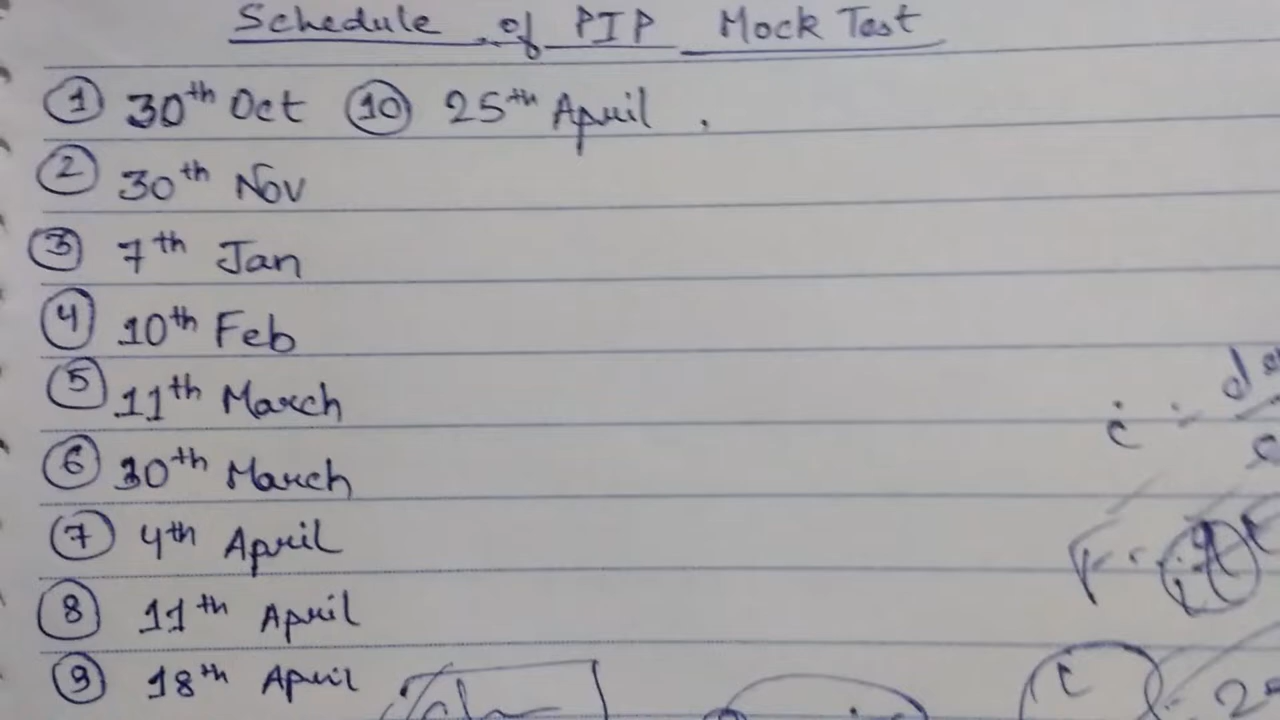 Schedule of PIP Mock Test
① 30th Oct ⑩ 25th April .
② 30th Nov
③ 7th Jan
④ 10th Feb
⑤ 11th March
⑥ 30th March
⑦ 4th April
⑧ 11th April
⑨ 18th April